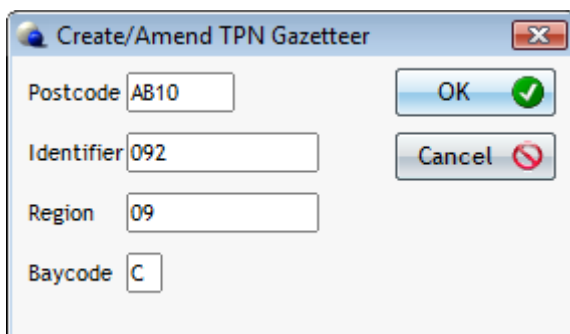 Create/Amend TPN Gazetteer
Postcode AB10 OK
Identifier 092 Cancel
Region 09
Baycode C